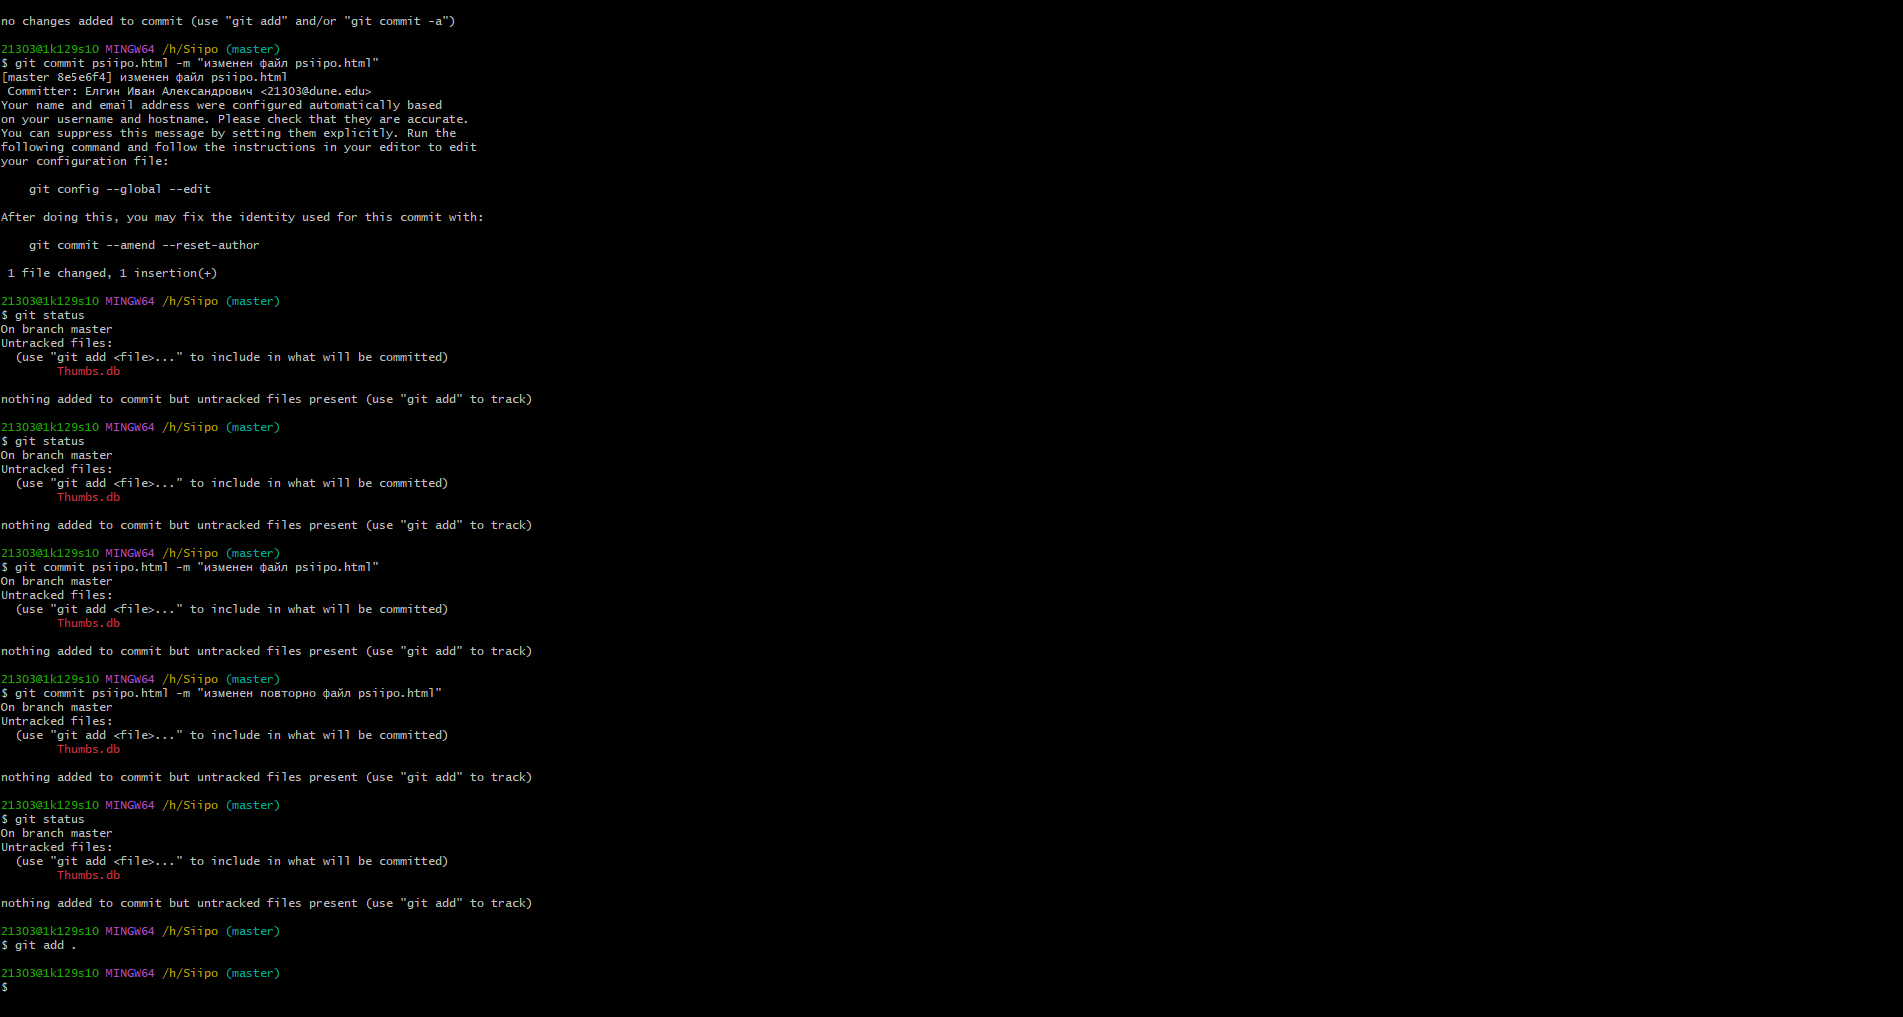 no changes added to commit (use "git add" and/or "git commit -a")
21303@1k129s10 MINGW64 /h/Siipo (master)
$ git commit psiipo.html -m "изменен файл psiipo.html"
[master 8e5e6f4] изменен файл psiipo.html
Committer: Елгин Иван Александрович <21303@dune.edu>
Your name and email address were configured automatically based
on your username and hostname. Please check that they are accurate.
You can suppress this message by setting them explicitly. Run the
following command and follow the instructions in your editor to edit
your configuration file:
git config --global --edit
After doing this, you may fix the identity used for this commit with:
git commit --amend --reset-author
1 file changed, 1 insertion(+)
21303@1k129s10 MINGW64 /h/Siipo (master)
$ git status
On branch master
Untracked files:
(use "git add <file>..." to include in what will be committed)
Thumbs.db
nothing added to commit but untracked files present (use "git add" to track)
21303@1k129s10 MINGW64 /h/Siipo (master)
$ git status
On branch master
Untracked files:
(use "git add <file>..." to include in what will be committed)
Thumbs.db
nothing added to commit but untracked files present (use "git add" to track)
21303@1k129s10 MINGW64 /h/Siipo (master)
$ git commit psiipo.html -m "изменен файл psiipo.html"
On branch master
Untracked files:
(use "git add <file>..." to include in what will be committed)
Thumbs.db
nothing added to commit but untracked files present (use "git add" to track)
21303@1k129s10 MINGW64 /h/Siipo (master)
$ git commit psiipo.html -m "изменен повторно файл psiipo.html"
On branch master
Untracked files:
(use "git add <file>..." to include in what will be committed)
Thumbs.db
nothing added to commit but untracked files present (use "git add" to track)
21303@1k129s10 MINGW64 /h/Siipo (master)
$ git status
On branch master
Untracked files:
(use "git add <file>..." to include in what will be committed)
Thumbs.db
nothing added to commit but untracked files present (use "git add" to track)
21303@1k129s10 MINGW64 /h/Siipo (master)
$ git add .
21303@1k129s10 MINGW64 /h/Siipo (master)
$